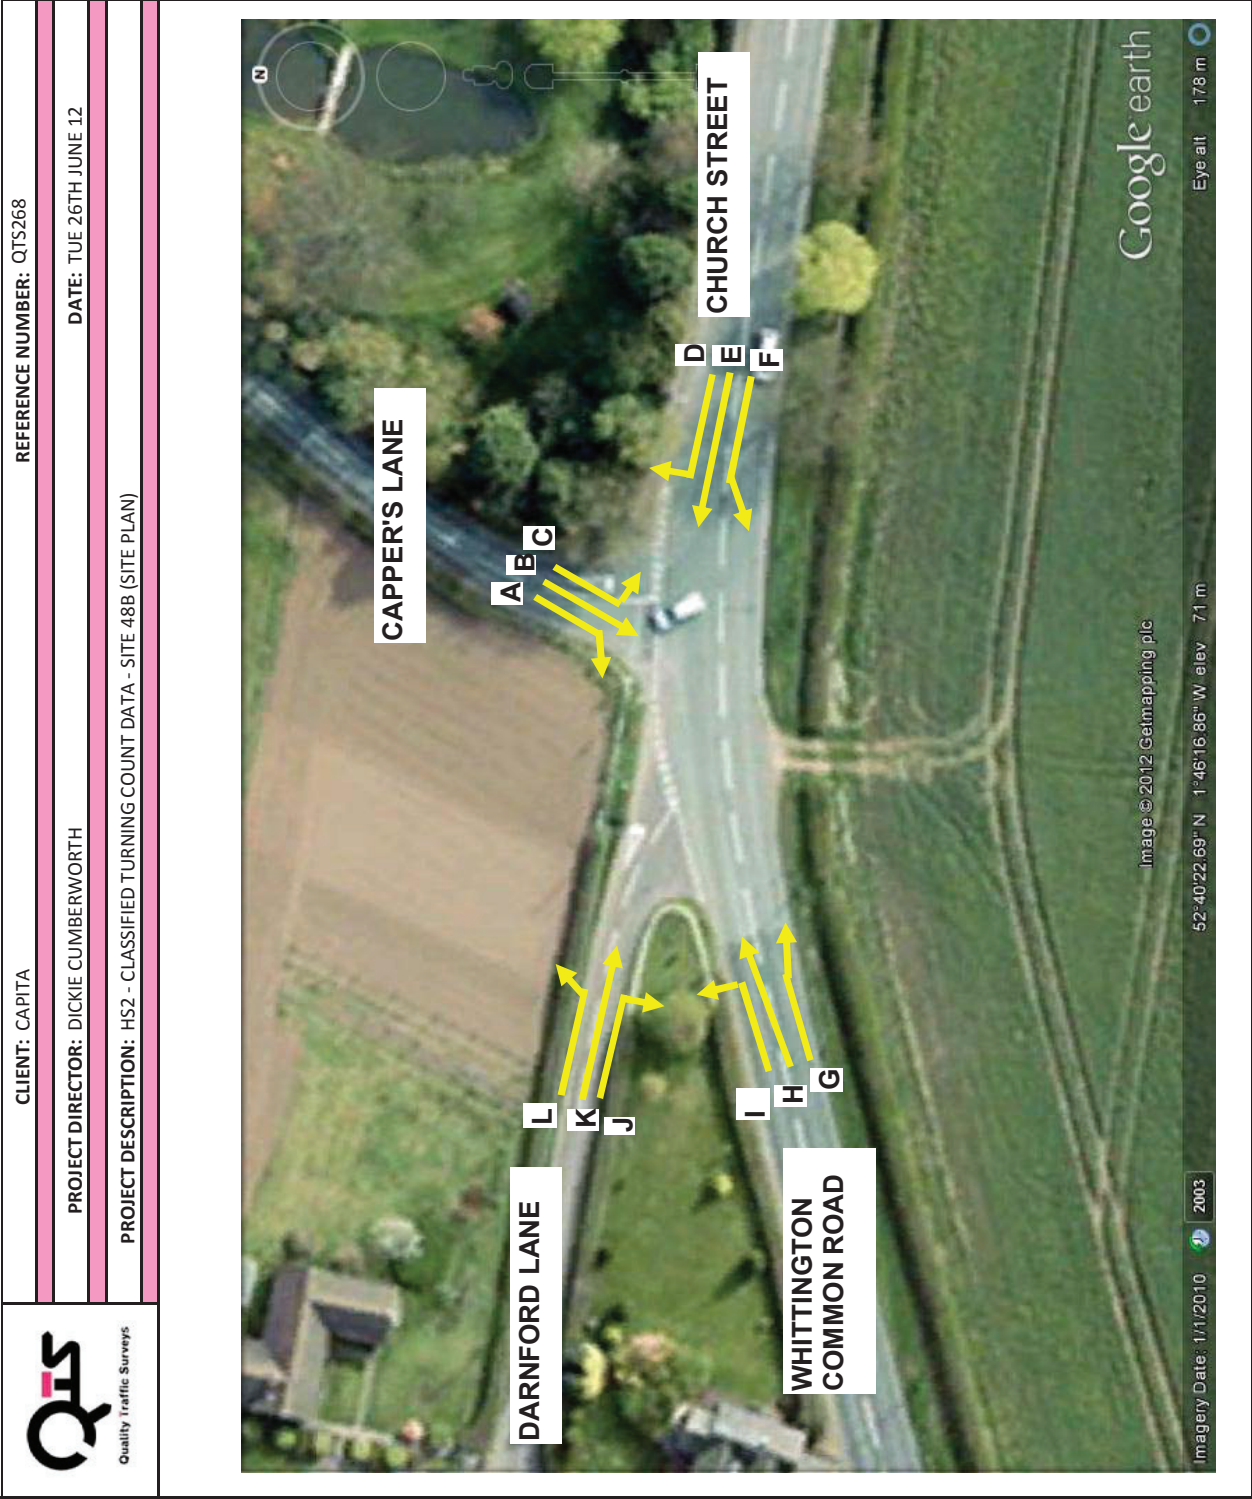 QTS
Quality Traffic Surveys
CLIENT: CAPITA REFERENCE NUMBER: QTS268
PROJECT DIRECTOR: DICKIE CUMBERWORTH DATE: TUE 26TH JUNE 12
PROJECT DESCRIPTION: HS2 - CLASSIFIED TURNING COUNT DATA - SITE 48B (SITE PLAN)
N
CAPPER'S LANE
A
B
C
CHURCH STREET
D
E
F
DARNFORD LANE
L
K
J
WHITTINGTON
COMMON ROAD
I
H
G
Image © 2012 Getmapping plc
Google earth
Imagery Date: 1/1/2010 2003 52°40'22.69" N 1°46'16.86" W elev 71 m Eye alt 178 m